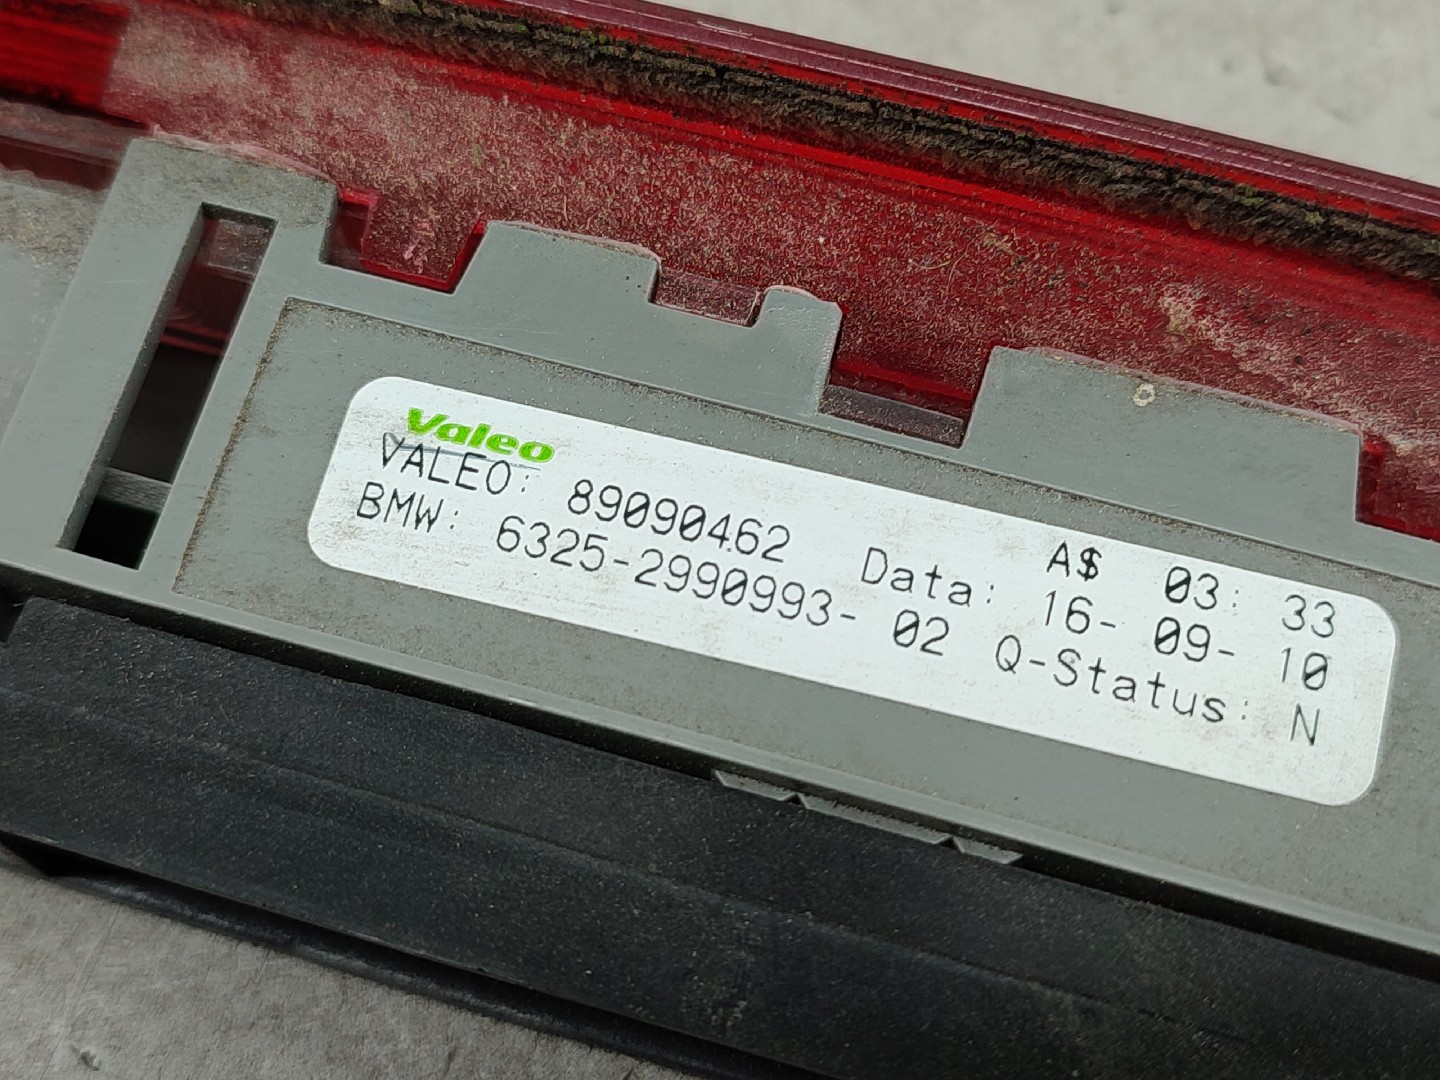 Valeo
A$ 03: 33
VALEO: 89090462 Data: 16- 09- 10
BMW: 6325-2990993- 02 Q-Status: N